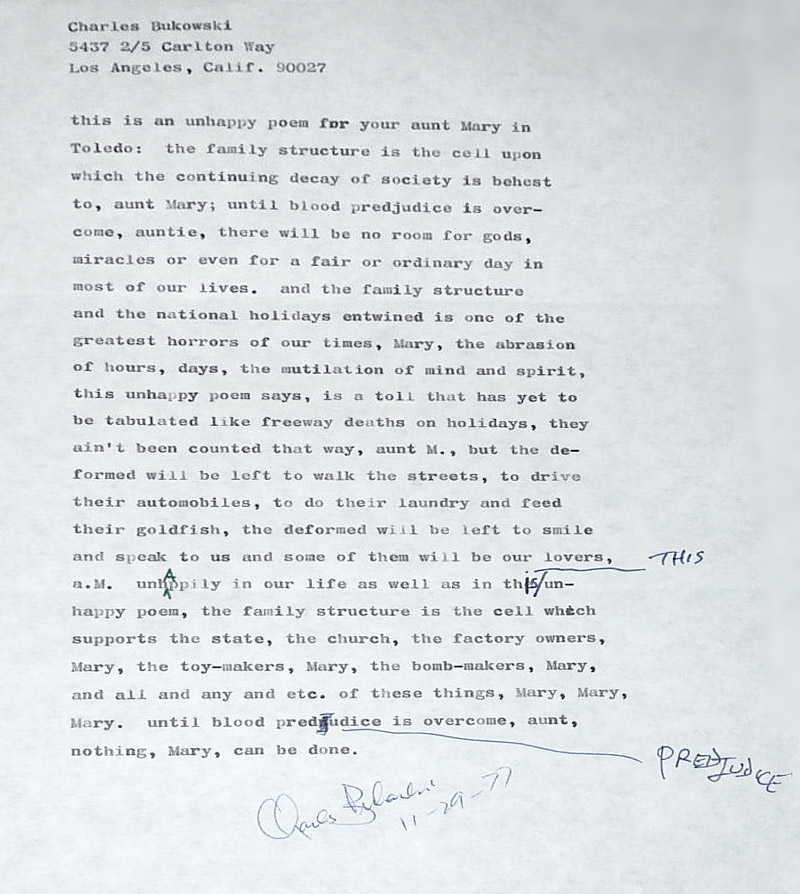 Charles Bukowski
5437 2/5 Carlton Way
Los Angeles, Calif. 90027
this is an unhappy poem for your aunt Mary in
Toledo: the family structure is the cell upon
which the continuing decay of society is behest
to, aunt Mary; until blood predjudice is over-
come, auntie, there will be no room for gods,
miracles or even for a fair or ordinary day in
most of our lives. and the family structure
and the national holidays entwined is one of the
greatest horrors of our times, Mary, the abrasion
of hours, days, the mutilation of mind and spirit,
this unhappy poem says, is a toll that has yet to
be tabulated like freeway deaths on holidays, they
ain't been counted that way, aunt M., but the de-
formed will be left to walk the streets, to drive
their automobiles, to do their laundry and feed
their goldfish, the deformed will be left to smile
and speak to us and some of them will be our lovers, THIS
a.M. unhAppily in our life as well as in this/un-
happy poem, the family structure is the cell which
supports the state, the church, the factory owners,
Mary, the toy-makers, Mary, the bomb-makers, Mary,
and all and any and etc. of these things, Mary, Mary,
Mary. until blood predjudice is overcome, aunt,
nothing, Mary, can be done. PREDJUDICE
Charles Bukowski
11-29-77